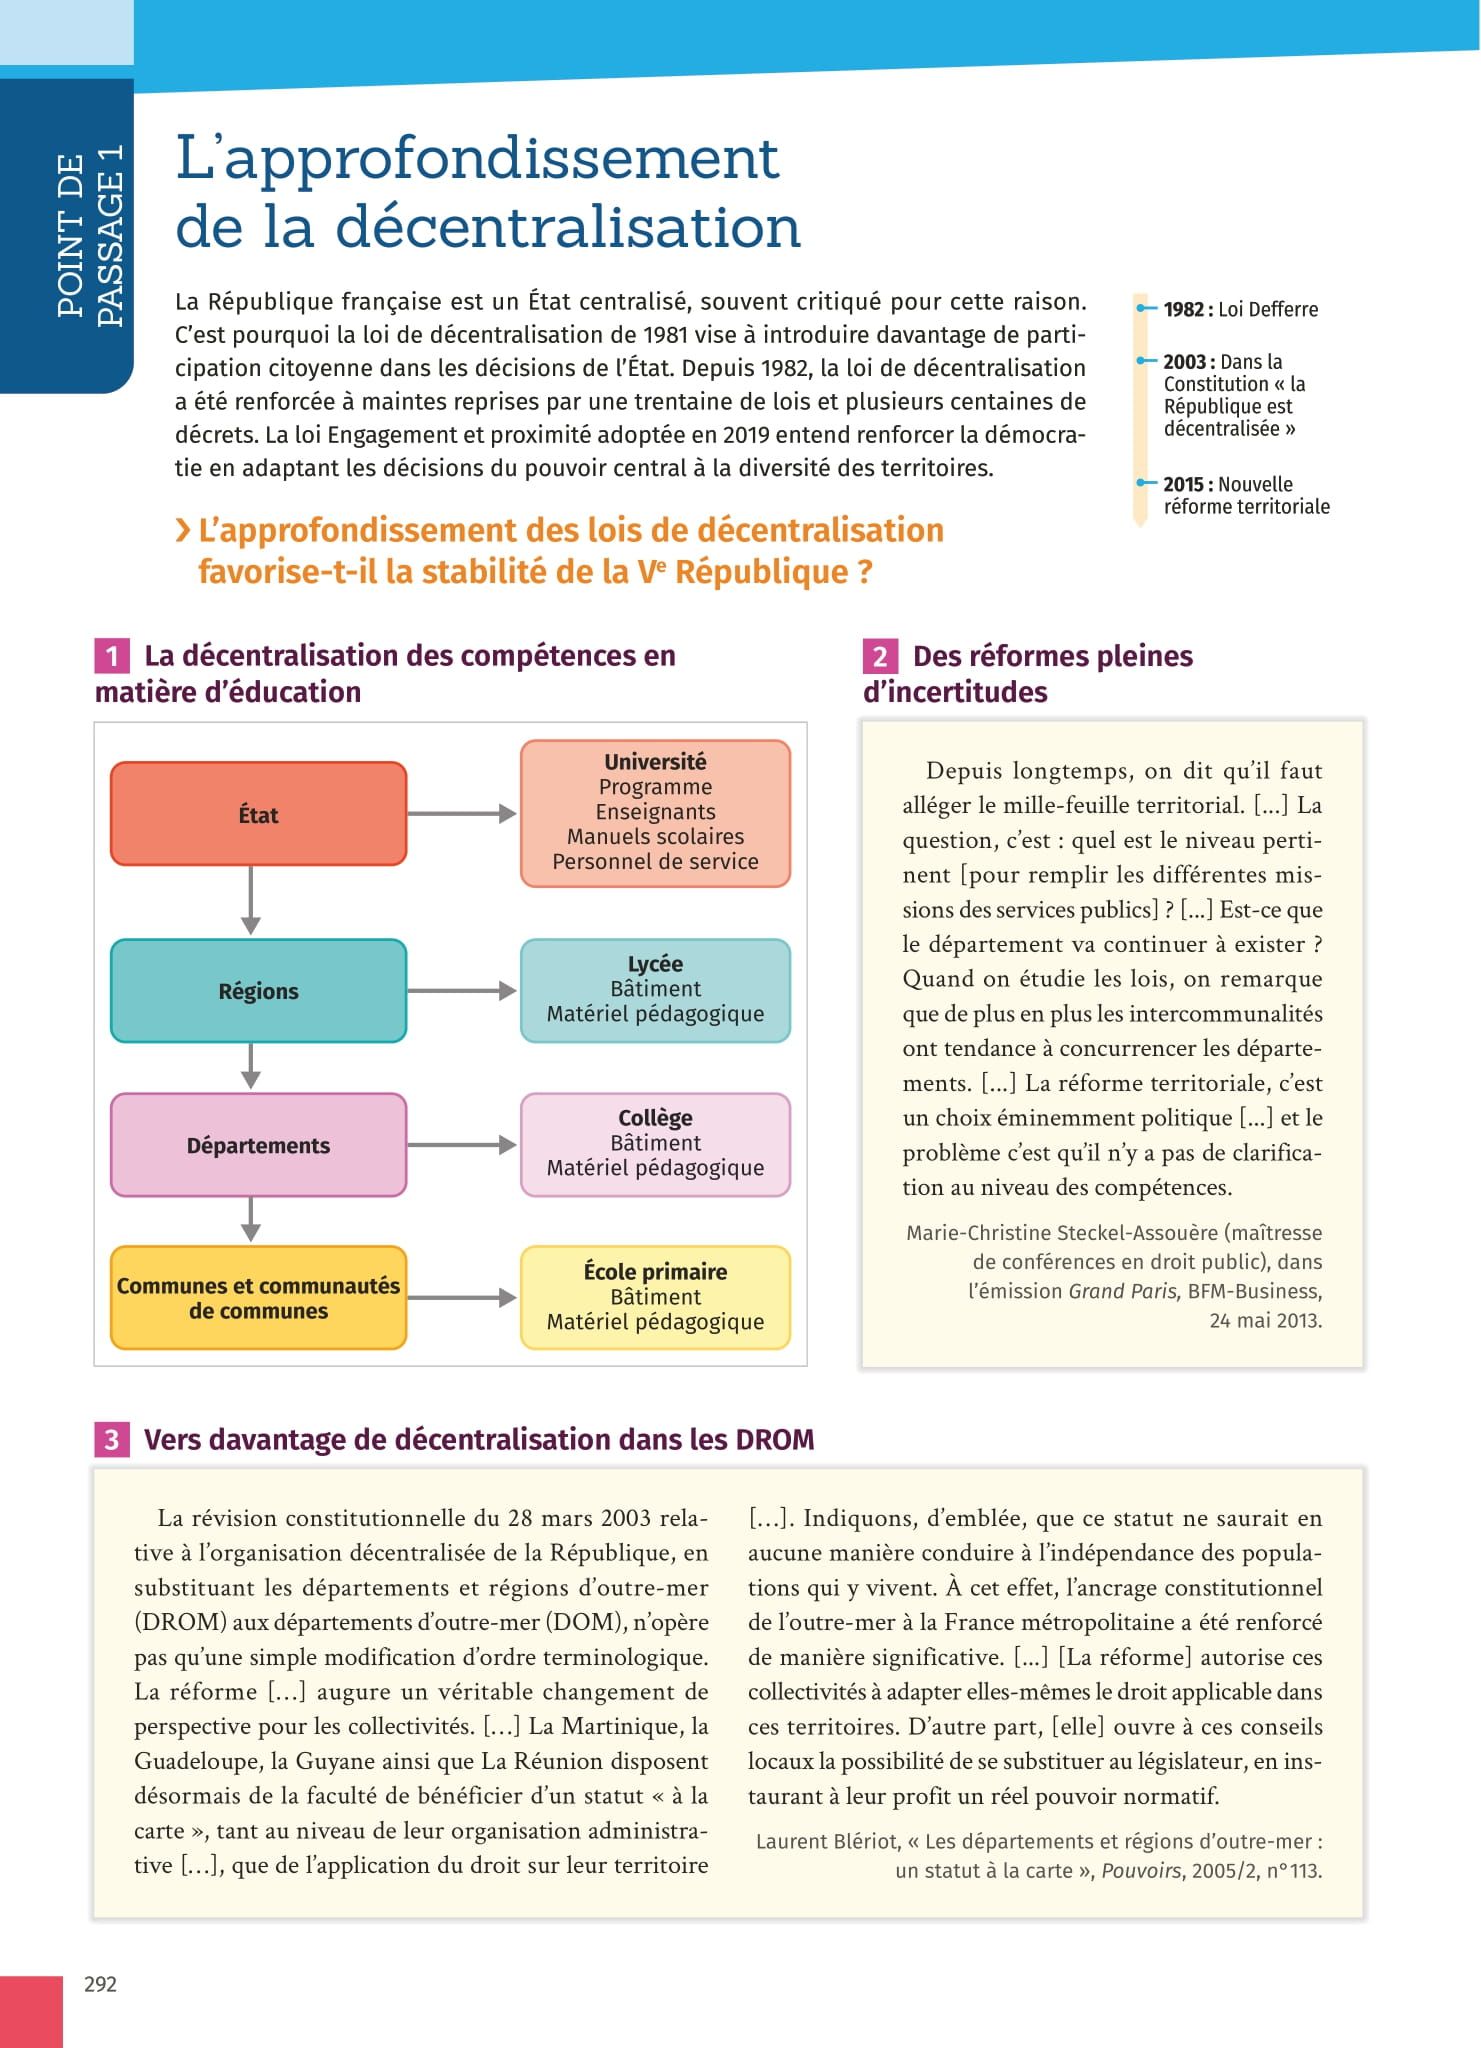 POINT DE
PASSAGE 1
L’approfondissement
de la décentralisation
La République française est un État centralisé, souvent critiqué pour cette raison.
C’est pourquoi la loi de décentralisation de 1981 vise à introduire davantage de parti-
cipation citoyenne dans les décisions de l’État. Depuis 1982, la loi de décentralisation
a été renforcée à maintes reprises par une trentaine de lois et plusieurs centaines de
décrets. La loi Engagement et proximité adoptée en 2019 entend renforcer la démocra-
tie en adaptant les décisions du pouvoir central à la diversité des territoires.
1982 : Loi Defferre
2003 : Dans la
Constitution « la
République est
décentralisée »
2015 : Nouvelle
réforme territoriale
› L’approfondissement des lois de décentralisation
favorise-t-il la stabilité de la Ve République ?
1 La décentralisation des compétences en
matière d’éducation
État
Université
Programme
Enseignants
Manuels scolaires
Personnel de service
Régions
Lycée
Bâtiment
Matériel pédagogique
Départements
Collège
Bâtiment
Matériel pédagogique
Communes et communautés
de communes
École primaire
Bâtiment
Matériel pédagogique
2 Des réformes pleines
d’incertitudes
Depuis longtemps, on dit qu’il faut
alléger le mille-feuille territorial. [...] La
question, c’est : quel est le niveau perti-
nent [pour remplir les différentes mis-
sions des services publics] ? [...] Est-ce que
le département va continuer à exister ?
Quand on étudie les lois, on remarque
que de plus en plus les intercommunalités
ont tendance à concurrencer les départe-
ments. [...] La réforme territoriale, c’est
un choix éminemment politique [...] et le
problème c’est qu’il n’y a pas de clarifica-
tion au niveau des compétences.
Marie-Christine Steckel-Assouère (maîtresse
de conférences en droit public), dans
l’émission Grand Paris, BFM-Business,
24 mai 2013.
3 Vers davantage de décentralisation dans les DROM
La révision constitutionnelle du 28 mars 2003 rela-
tive à l’organisation décentralisée de la République, en
substituant les départements et régions d’outre-mer
(DROM) aux départements d’outre-mer (DOM), n’opère
pas qu’une simple modification d’ordre terminologique.
La réforme […] augure un véritable changement de
perspective pour les collectivités. […] La Martinique, la
Guadeloupe, la Guyane ainsi que La Réunion disposent
désormais de la faculté de bénéficier d’un statut « à la
carte », tant au niveau de leur organisation administra-
tive […], que de l’application du droit sur leur territoire
[…]. Indiquons, d’emblée, que ce statut ne saurait en
aucune manière conduire à l’indépendance des popula-
tions qui y vivent. À cet effet, l’ancrage constitutionnel
de l’outre-mer à la France métropolitaine a été renforcé
de manière significative. [...] [La réforme] autorise ces
collectivités à adapter elles-mêmes le droit applicable dans
ces territoires. D’autre part, [elle] ouvre à ces conseils
locaux la possibilité de se substituer au législateur, en ins-
taurant à leur profit un réel pouvoir normatif.
Laurent Blériot, « Les départements et régions d’outre-mer :
un statut à la carte », Pouvoirs, 2005/2, n°113.
292